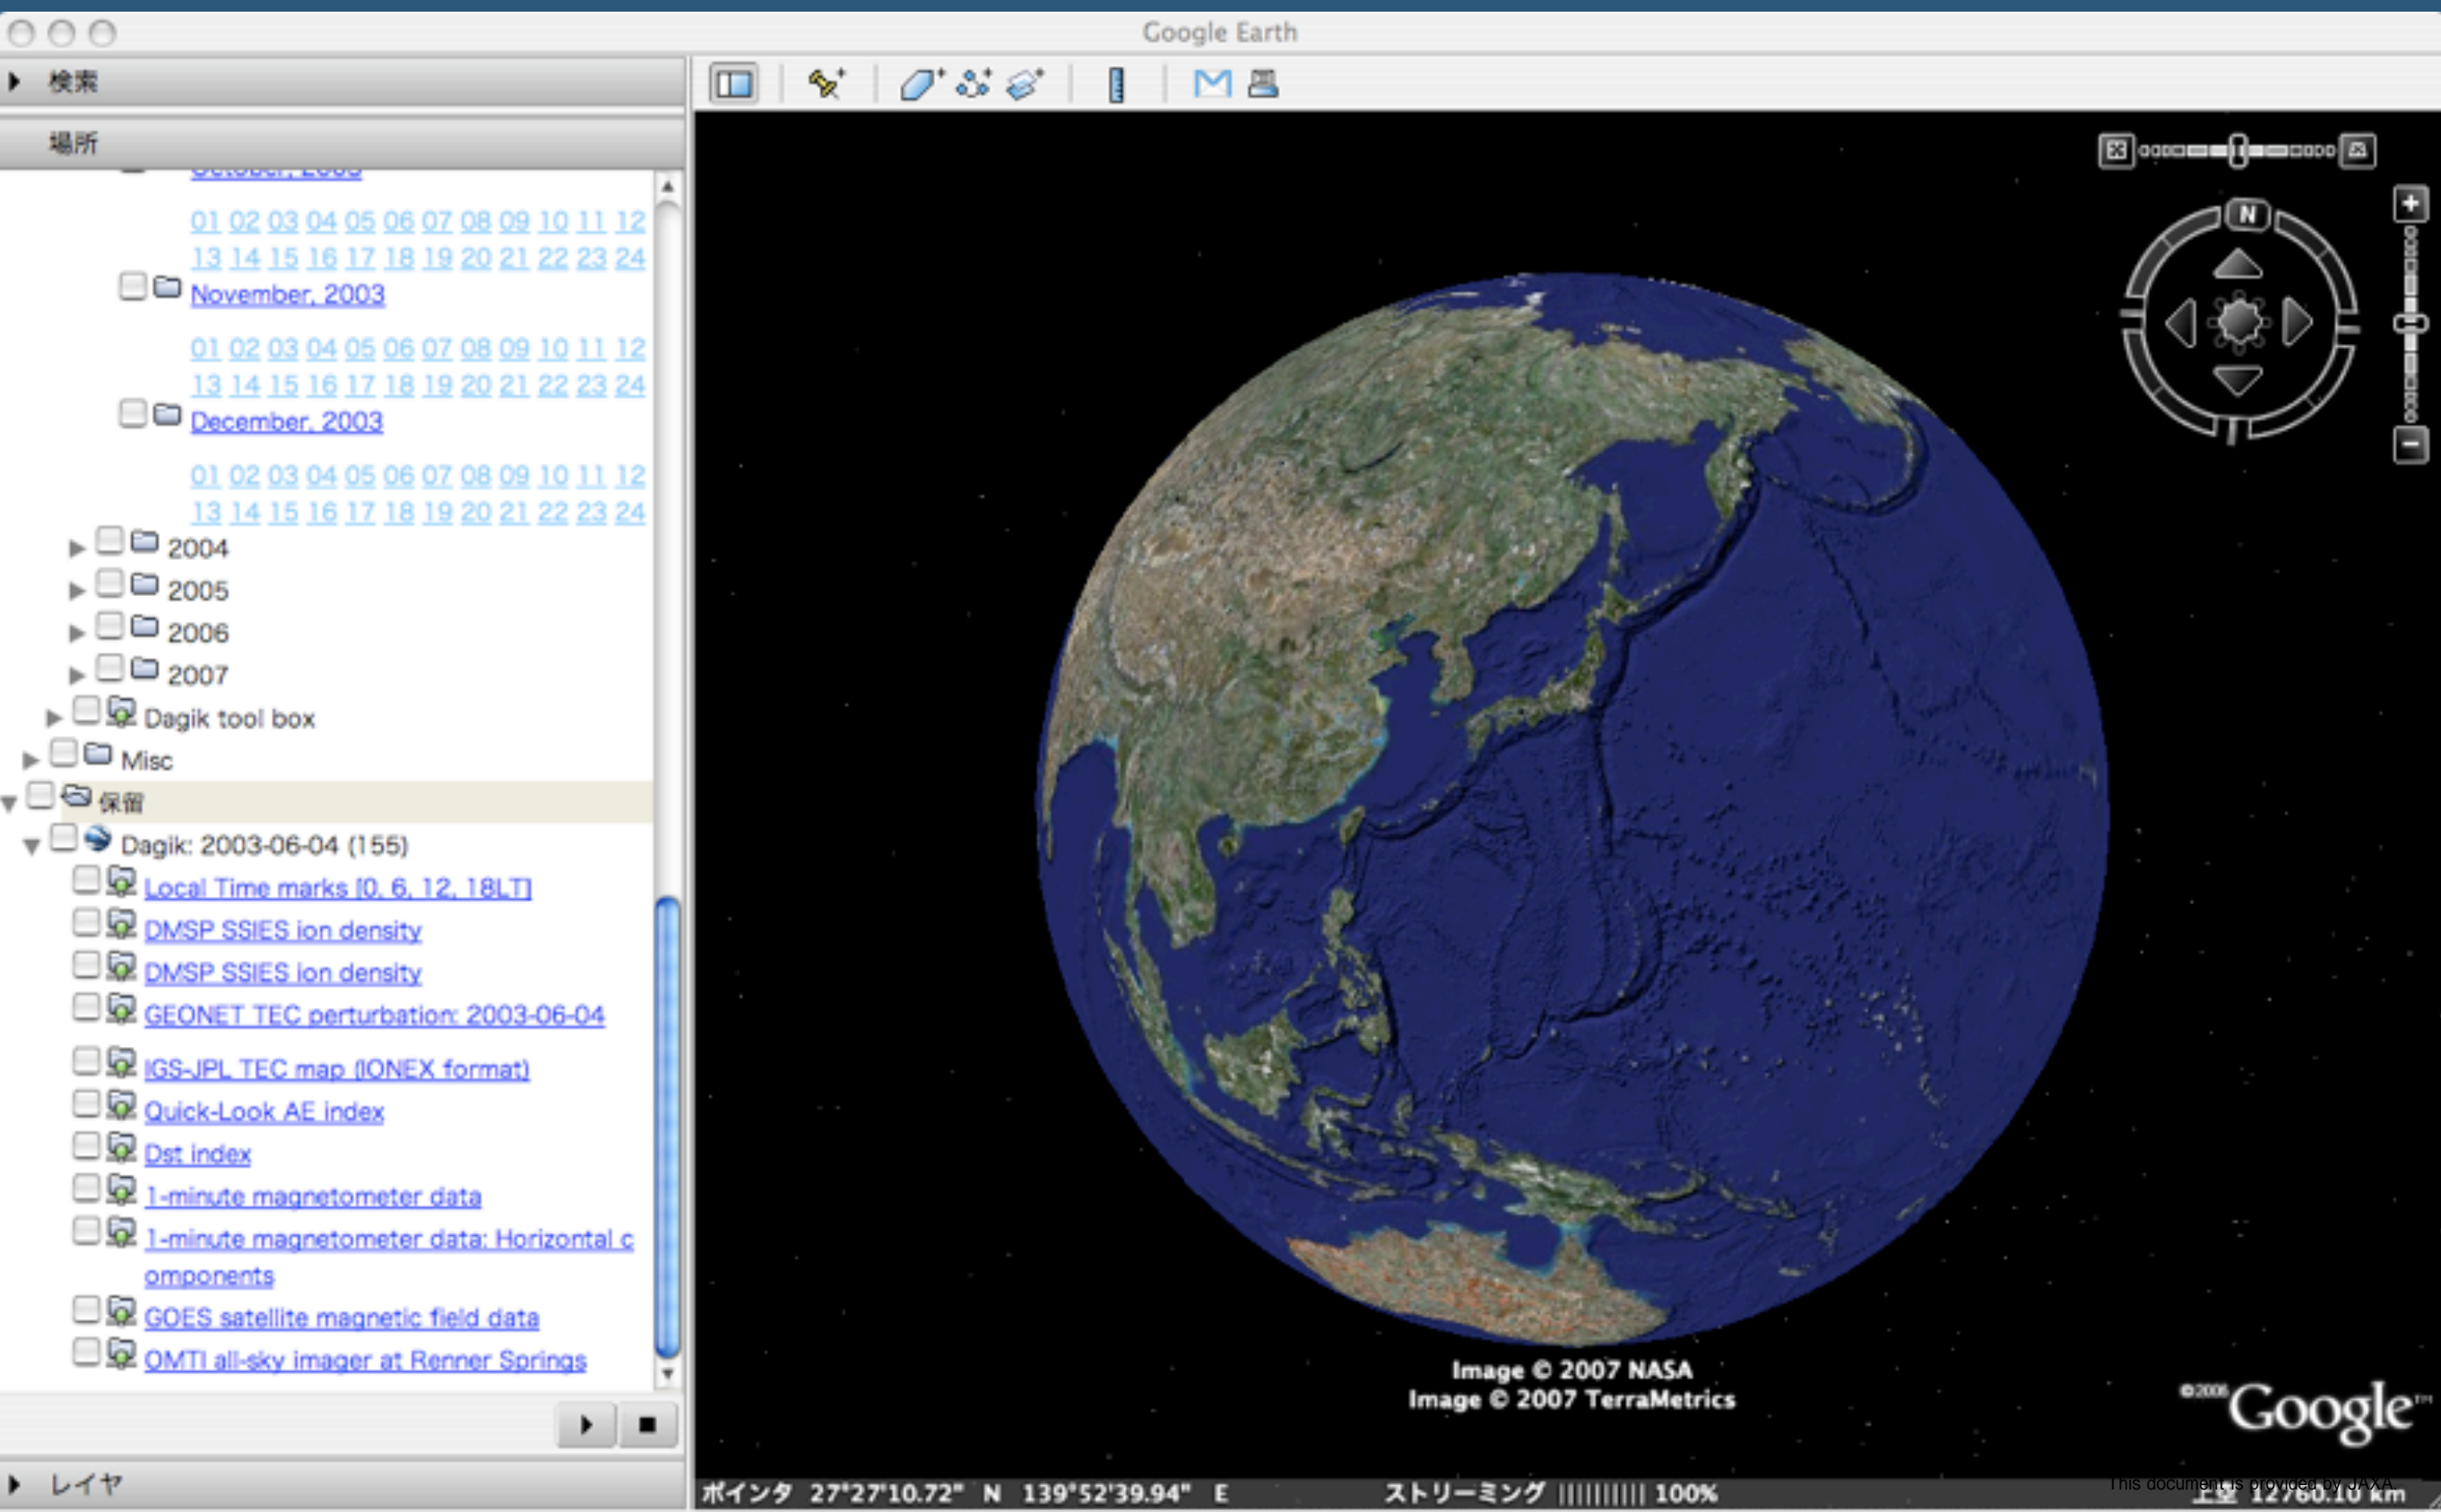 Google Earth
検索
場所
October, 2003
01 02 03 04 05 06 07 08 09 10 11 12
13 14 15 16 17 18 19 20 21 22 23 24
November, 2003
01 02 03 04 05 06 07 08 09 10 11 12
13 14 15 16 17 18 19 20 21 22 23 24
December, 2003
01 02 03 04 05 06 07 08 09 10 11 12
13 14 15 16 17 18 19 20 21 22 23 24
2004
2005
2006
2007
Dagik tool box
Misc
保留
Dagik: 2003-06-04 (155)
Local Time marks [0, 6, 12, 18LT]
DMSP SSIES ion density
DMSP SSIES ion density
GEONET TEC perturbation: 2003-06-04
IGS-JPL TEC map (IONEX format)
Quick-Look AE index
Dst index
1-minute magnetometer data
1-minute magnetometer data: Horizontal c
omponents
GOES satellite magnetic field data
OMTI all-sky imager at Renner Springs
レイヤ
N
Image © 2007 NASA
Image © 2007 TerraMetrics
©2006 Google™
ポインタ 27°27'10.72" N 139°52'39.94" E
ストリーミング |||||||||| 100%
上空 12760.10 km
This document is provided by JAXA.